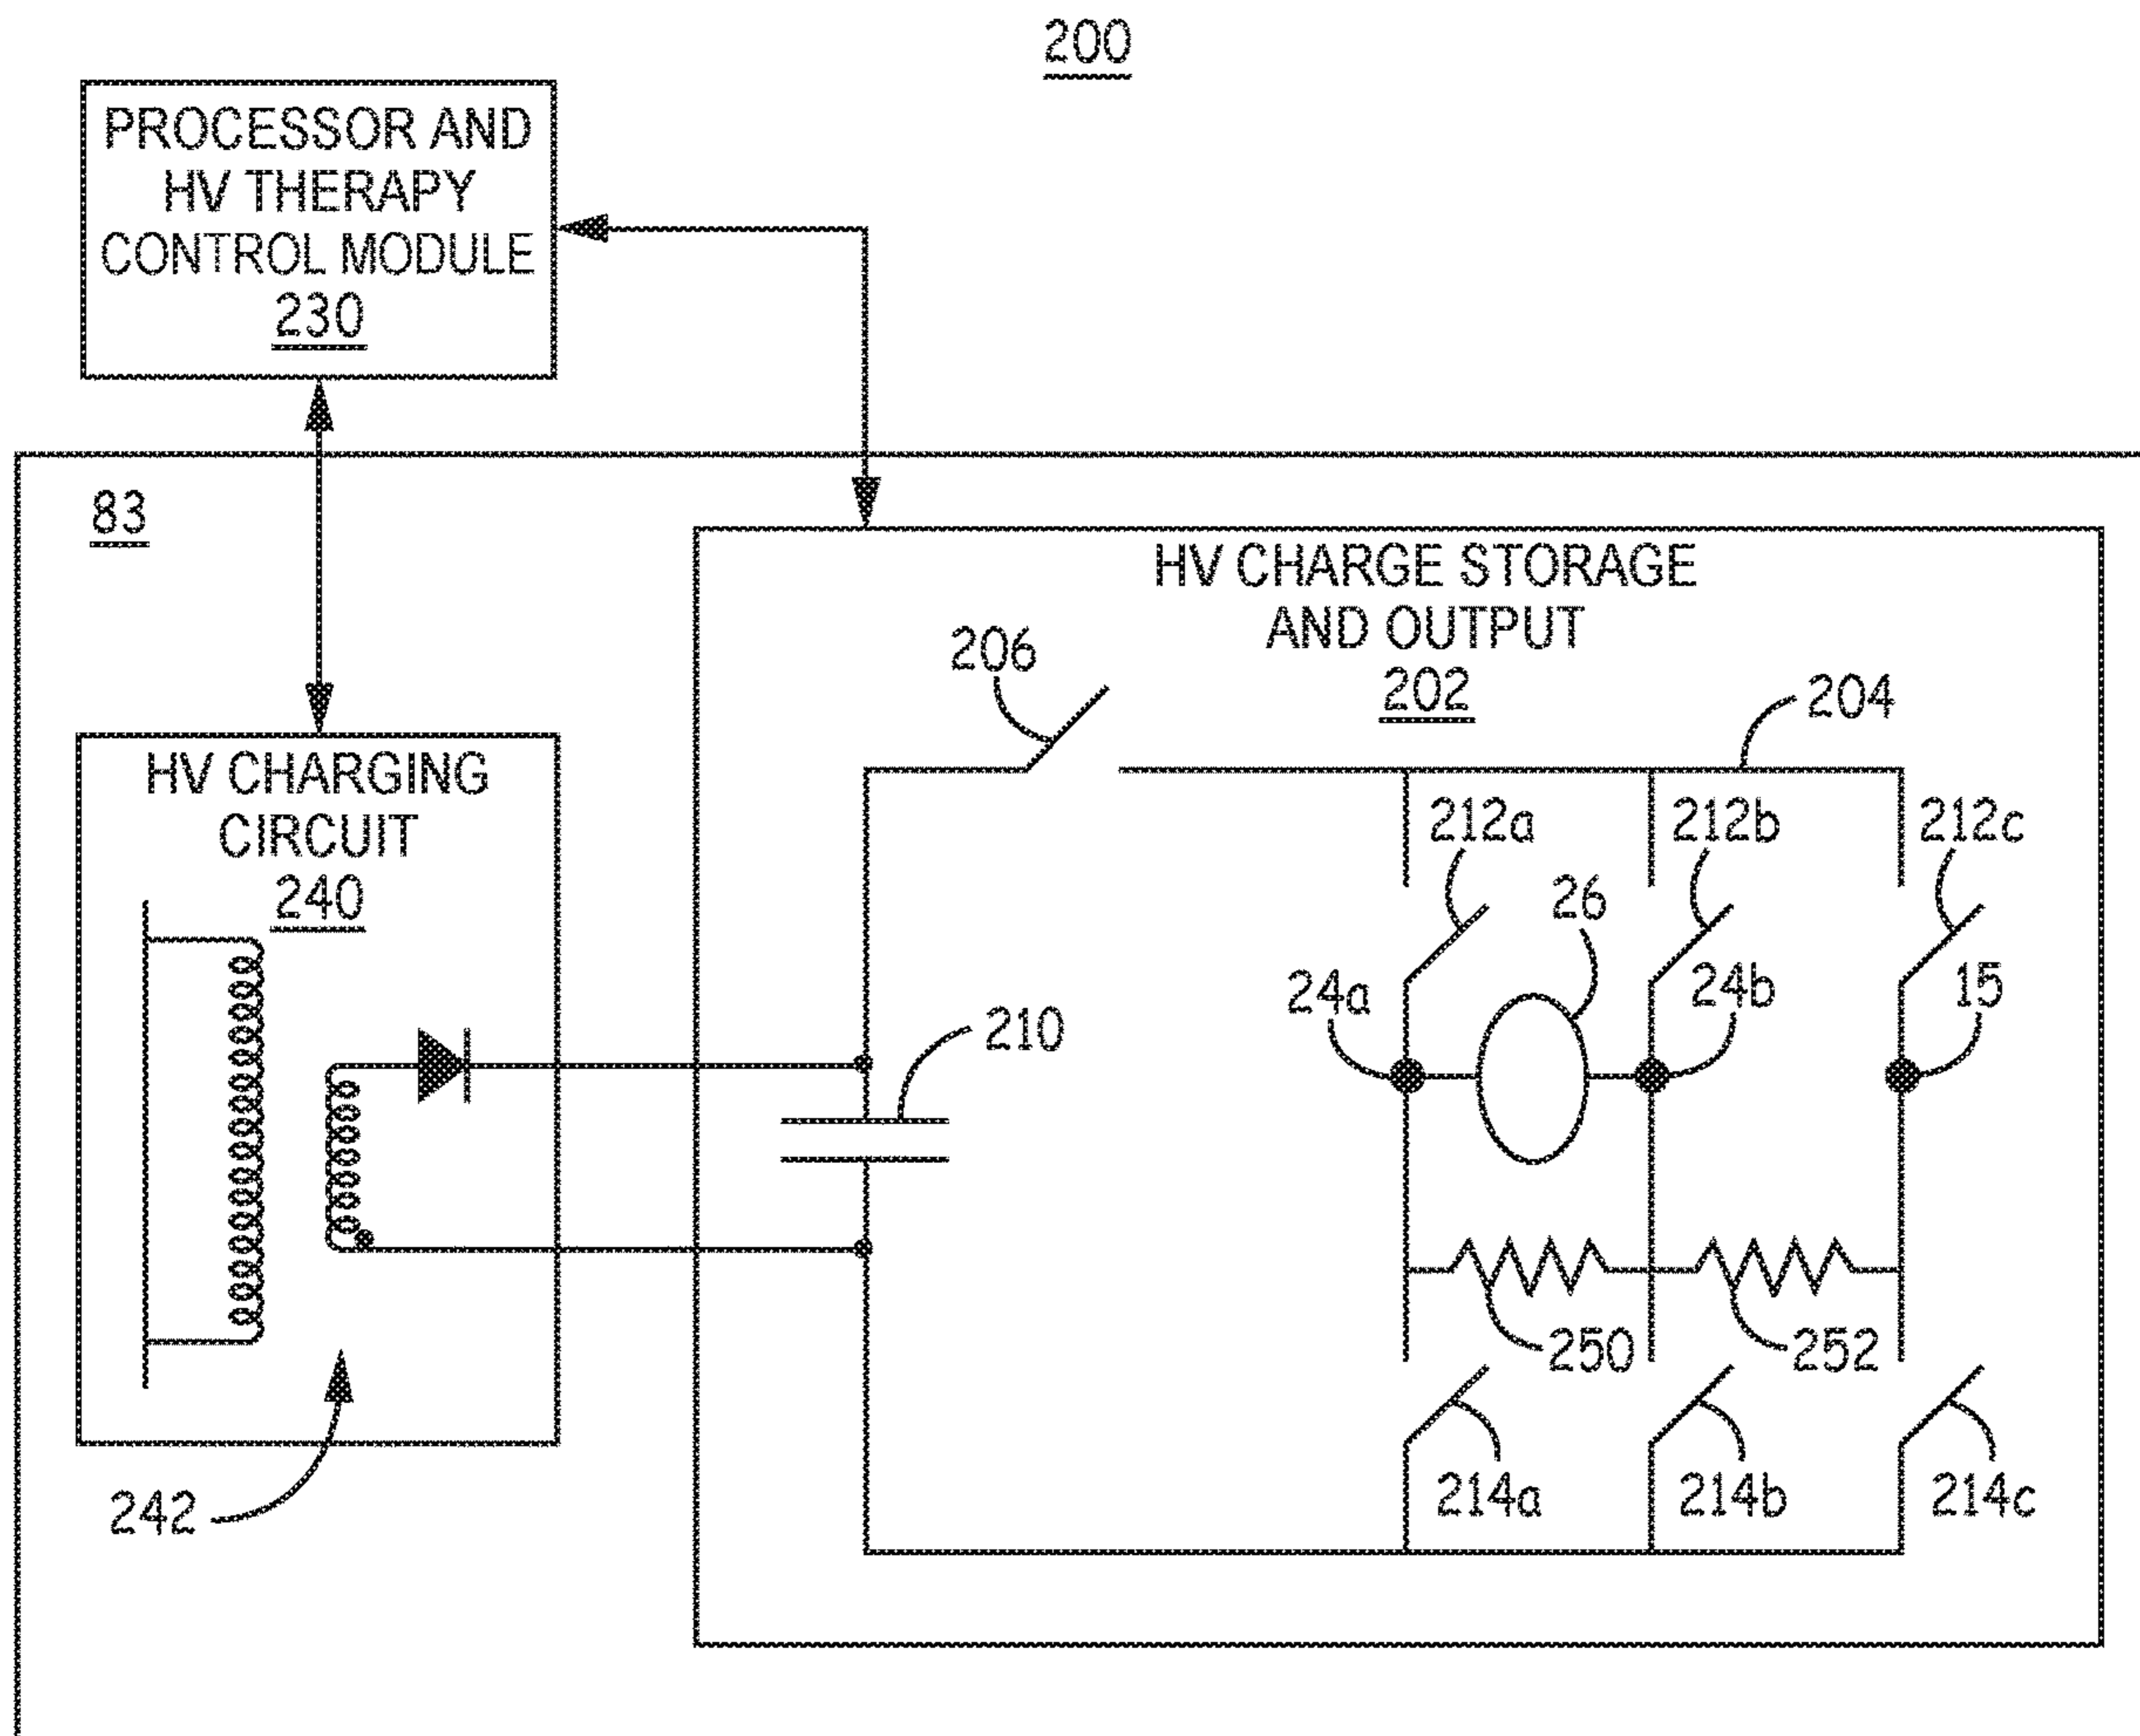 200
PROCESSOR AND
HV THERAPY
CONTROL MODULE
230
83
HV CHARGE STORAGE
AND OUTPUT
202
206
204
HV CHARGING
CIRCUIT
240
212a
212b
212c
26
24a
24b
15
210
250
252
214a
214b
214c
242